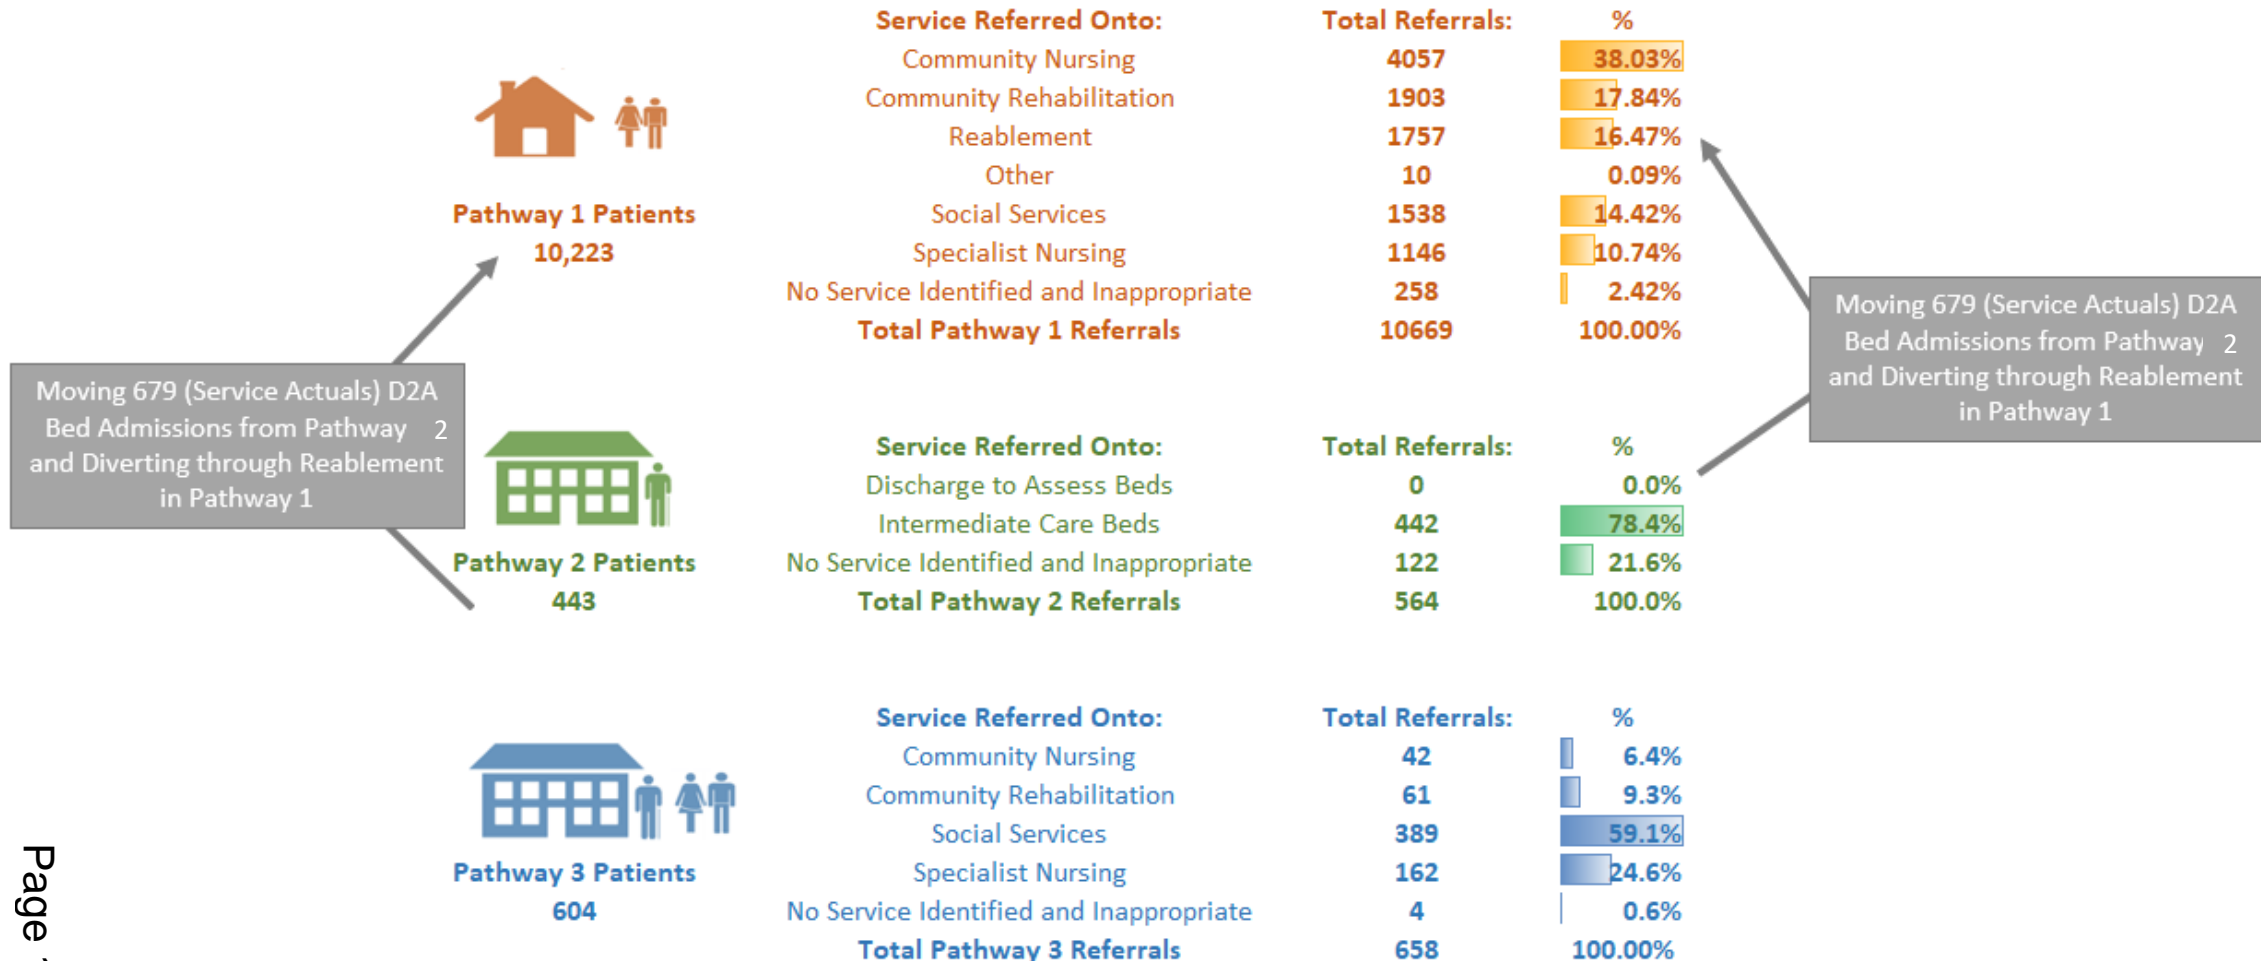 Service Referred Onto: Total Referrals: %
Community Nursing 4057 38.03%
Community Rehabilitation 1903 17.84%
Reablement 1757 16.47%
Other 10 0.09%
Social Services 1538 14.42%
Specialist Nursing 1146 10.74%
No Service Identified and Inappropriate 258 2.42%
Total Pathway 1 Referrals 10669 100.00%
Pathway 1 Patients
10,223
Moving 679 (Service Actuals) D2A
Bed Admissions from Pathway 2
and Diverting through Reablement
in Pathway 1
Moving 679 (Service Actuals) D2A
Bed Admissions from Pathway 2
and Diverting through Reablement
in Pathway 1
Service Referred Onto: Total Referrals: %
Discharge to Assess Beds 0 0.0%
Intermediate Care Beds 442 78.4%
No Service Identified and Inappropriate 122 21.6%
Total Pathway 2 Referrals 564 100.0%
Pathway 2 Patients
443
Service Referred Onto: Total Referrals: %
Community Nursing 42 6.4%
Community Rehabilitation 61 9.3%
Social Services 389 59.1%
Specialist Nursing 162 24.6%
No Service Identified and Inappropriate 4 0.6%
Total Pathway 3 Referrals 658 100.00%
Pathway 3 Patients
604
Page